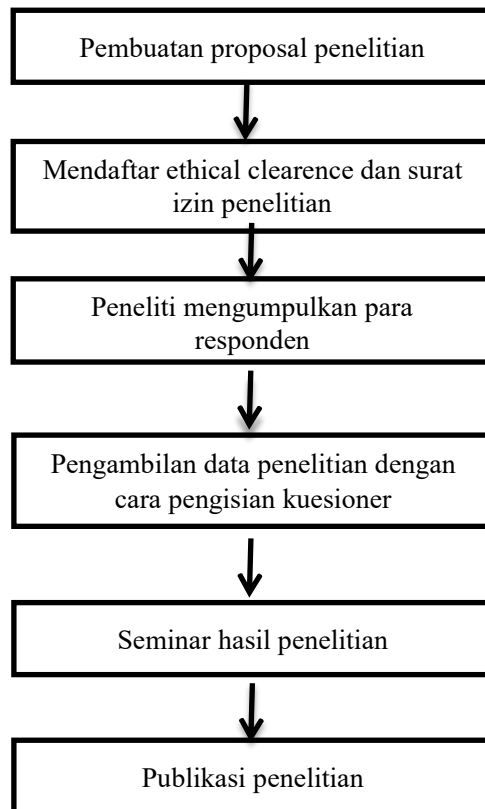 Pembuatan proposal penelitian
Mendaftar ethical clearence dan surat
izin penelitian
Peneliti mengumpulkan para
responden
Pengambilan data penelitian dengan
cara pengisian kuesioner
Seminar hasil penelitian
Publikasi penelitian